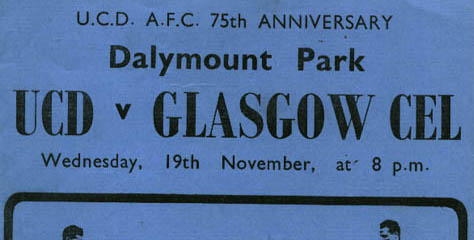 U.C.D. A.F.C. 75th ANNIVERSARY
Dalymount Park
UCD v GLASGOW CEL
Wednesday, 19th November, at 8 p.m.